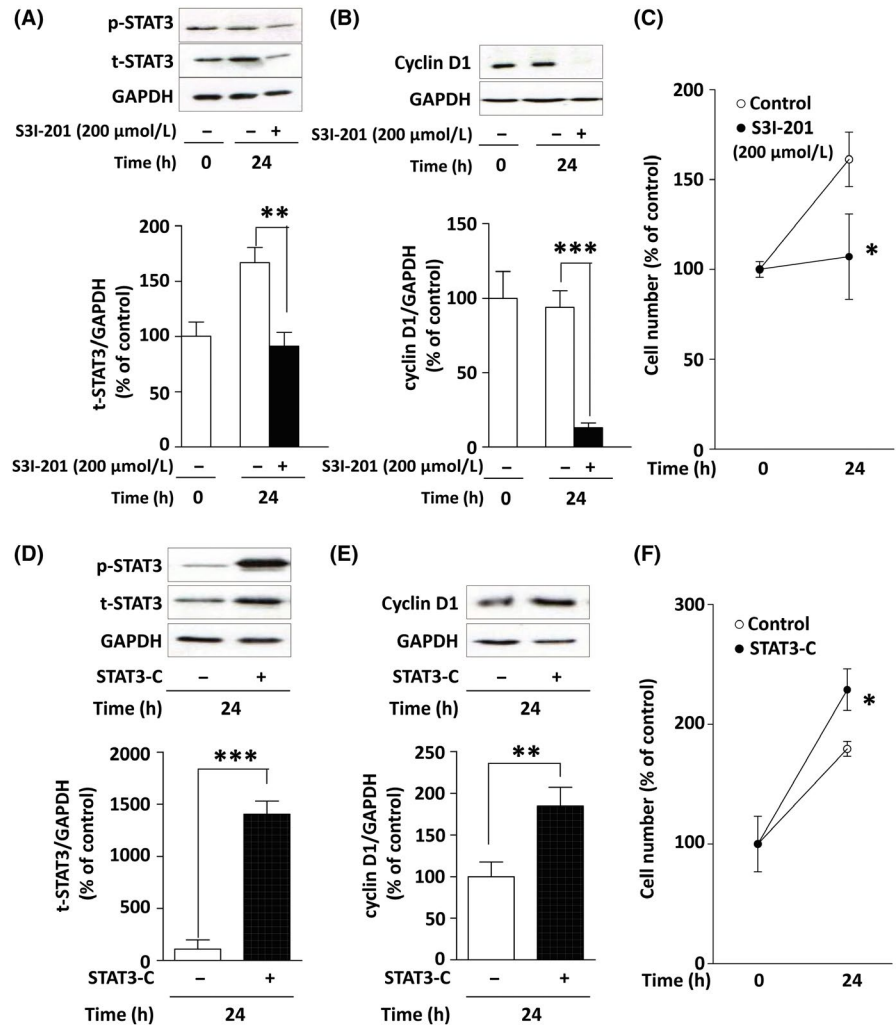 (A)
p-STAT3
t-STAT3
GAPDH
S3I-201 (200 μmol/L) – – +
Time (h) 0 24
**
200
150
100
50
0
t-STAT3/GAPDH
(% of control)
S3I-201 (200 μmol/L) – – +
Time (h) 0 24
(B)
Cyclin D1
GAPDH
S3I-201 (200 μmol/L) – – +
Time (h) 0 24
***
150
100
50
0
cyclin D1/GAPDH
(% of control)
S3I-201 (200 μmol/L) – – +
Time (h) 0 24
(C)
200
150
100
50
0
Cell number (% of control)
Control
S3I-201
(200 μmol/L)
*
Time (h) 0 24
(D)
p-STAT3
t-STAT3
GAPDH
STAT3-C – +
Time (h) 24
***
2000
1500
1000
500
0
t-STAT3/GAPDH
(% of control)
STAT3-C – +
Time (h) 24
(E)
Cyclin D1
GAPDH
STAT3-C – +
Time (h) 24
**
250
200
150
100
50
0
cyclin D1/GAPDH
(% of control)
STAT3-C – +
Time (h) 24
(F)
300
200
100
0
Cell number (% of control)
Control
STAT3-C
*
Time (h) 0 24